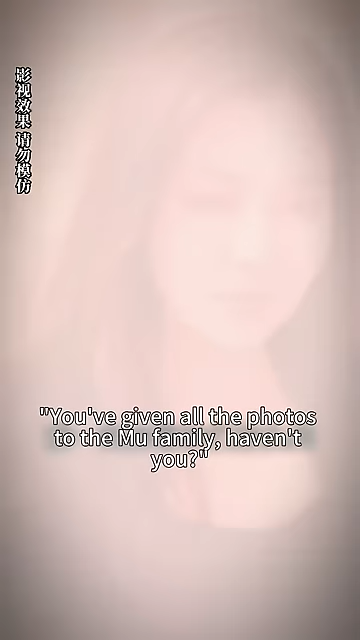 影视效果 请勿模仿
"You've given all the photos
to the Mu family, haven't
you?"